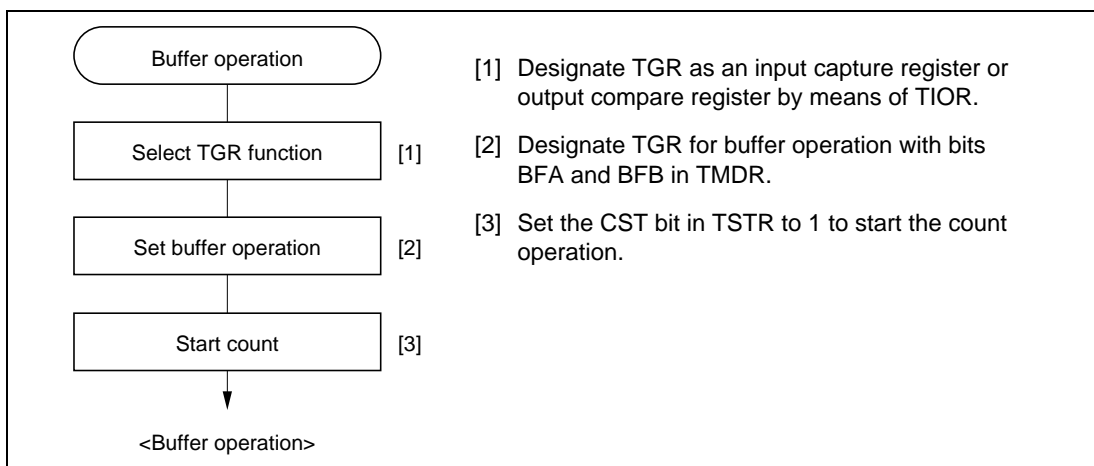 Buffer operation
Select TGR function
[1]
Set buffer operation
[2]
Start count
[3]
<Buffer operation>
[1] Designate TGR as an input capture register or
output compare register by means of TIOR.
[2] Designate TGR for buffer operation with bits
BFA and BFB in TMDR.
[3] Set the CST bit in TSTR to 1 to start the count
operation.